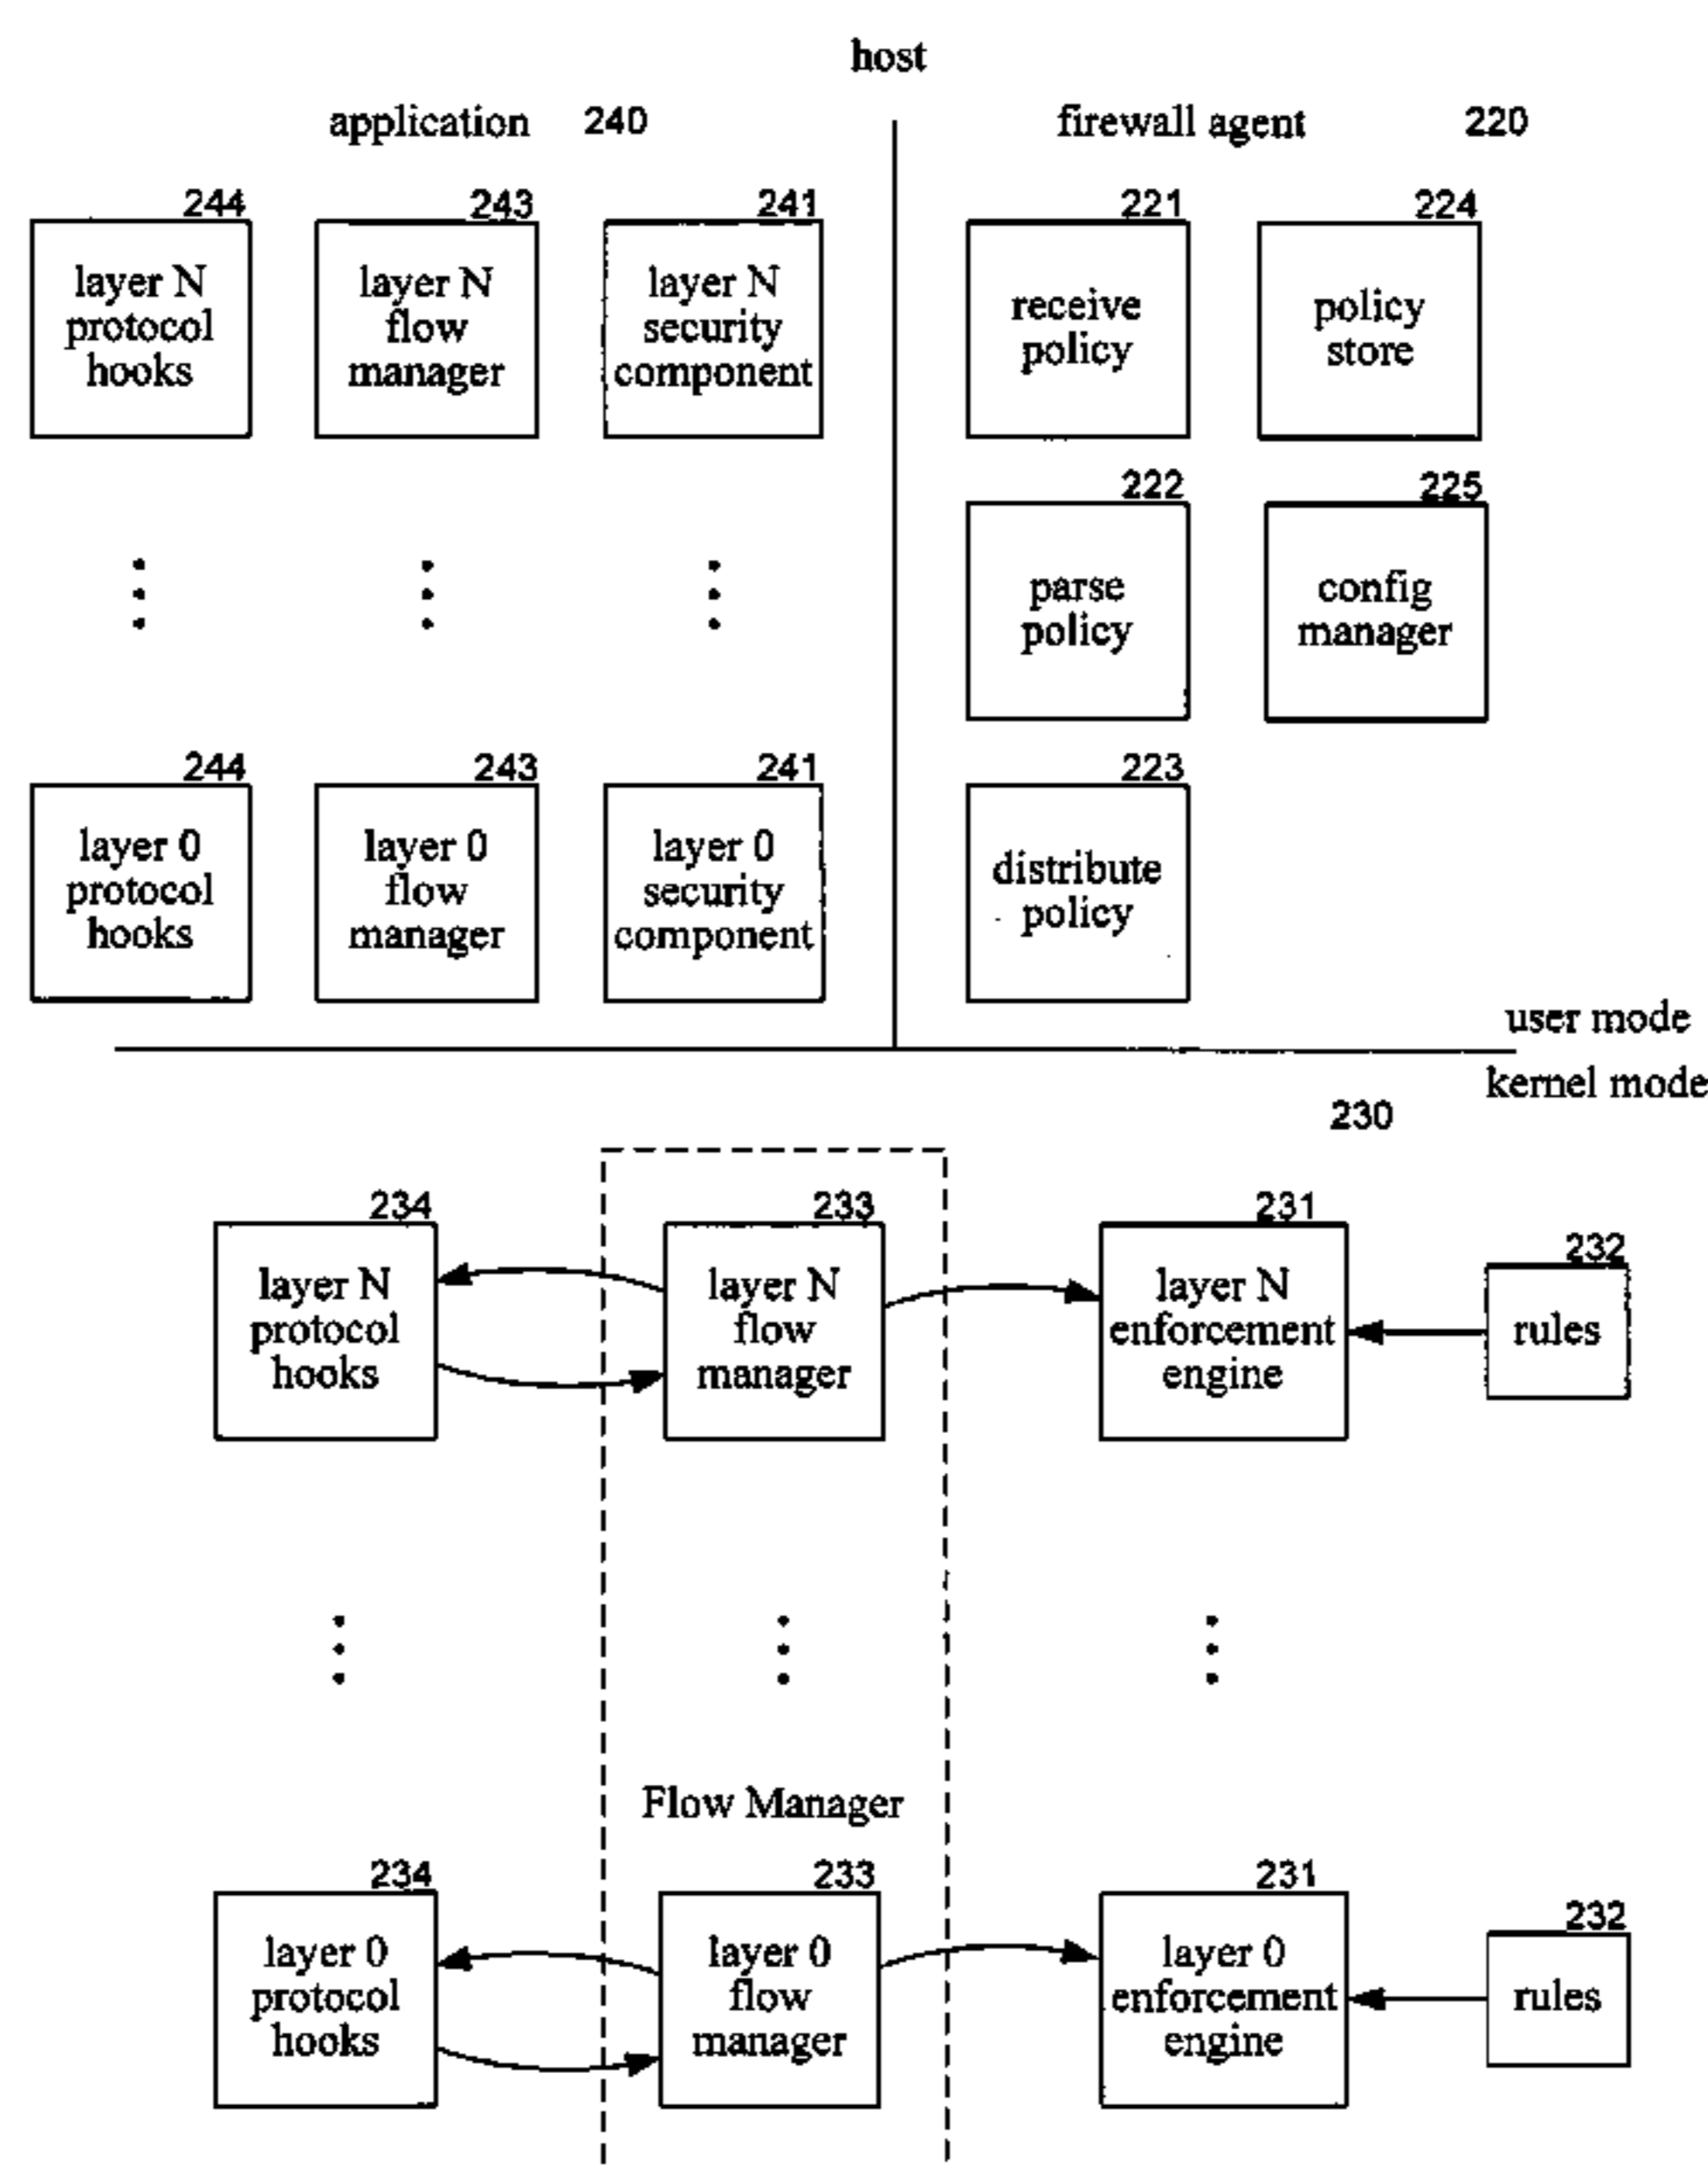 host
application 240
firewall agent 220
244
243
241
221
224
layer N
protocol
hooks
layer N
flow
manager
layer N
security
component
receive
policy
policy
store
222
225
parse
policy
config
manager
244
243
241
223
layer 0
protocol
hooks
layer 0
flow
manager
layer 0
security
component
distribute
policy
user mode
kernel mode
230
234
233
231
232
layer N
protocol
hooks
layer N
flow
manager
layer N
enforcement
engine
rules
Flow Manager
234
233
231
232
layer 0
protocol
hooks
layer 0
flow
manager
layer 0
enforcement
engine
rules